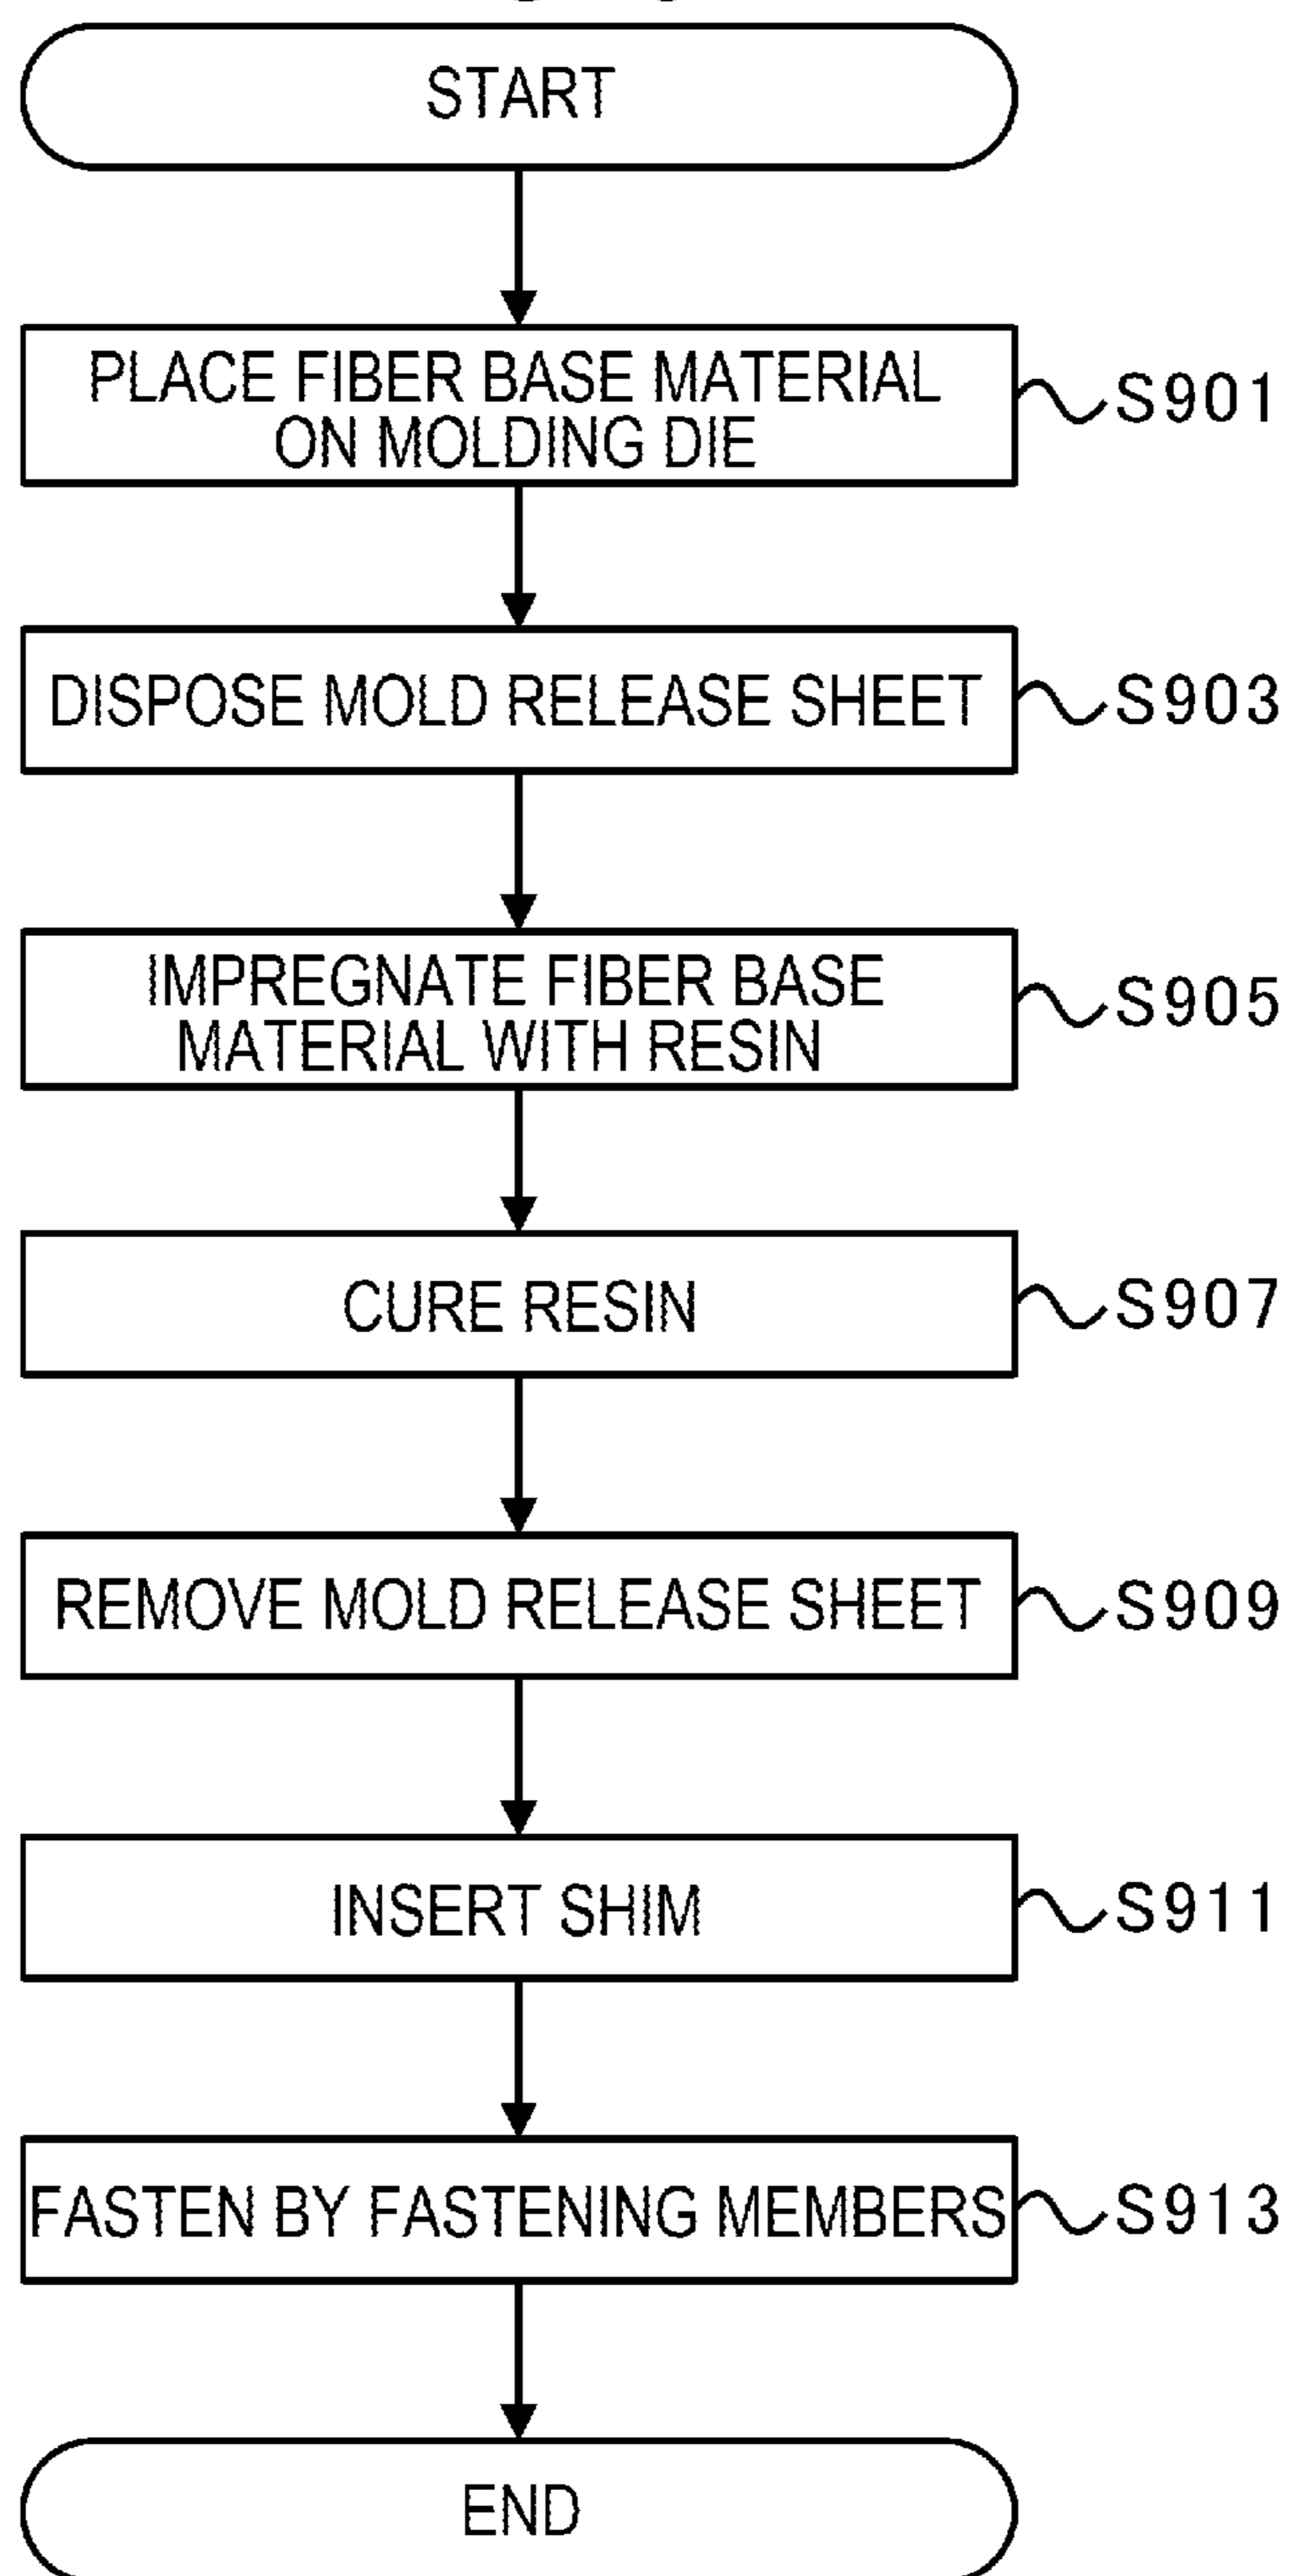 START
PLACE FIBER BASE MATERIAL
ON MOLDING DIE
S901
DISPOSE MOLD RELEASE SHEET
S903
IMPREGNATE FIBER BASE
MATERIAL WITH RESIN
S905
CURE RESIN
S907
REMOVE MOLD RELEASE SHEET
S909
INSERT SHIM
S911
FASTEN BY FASTENING MEMBERS
S913
END